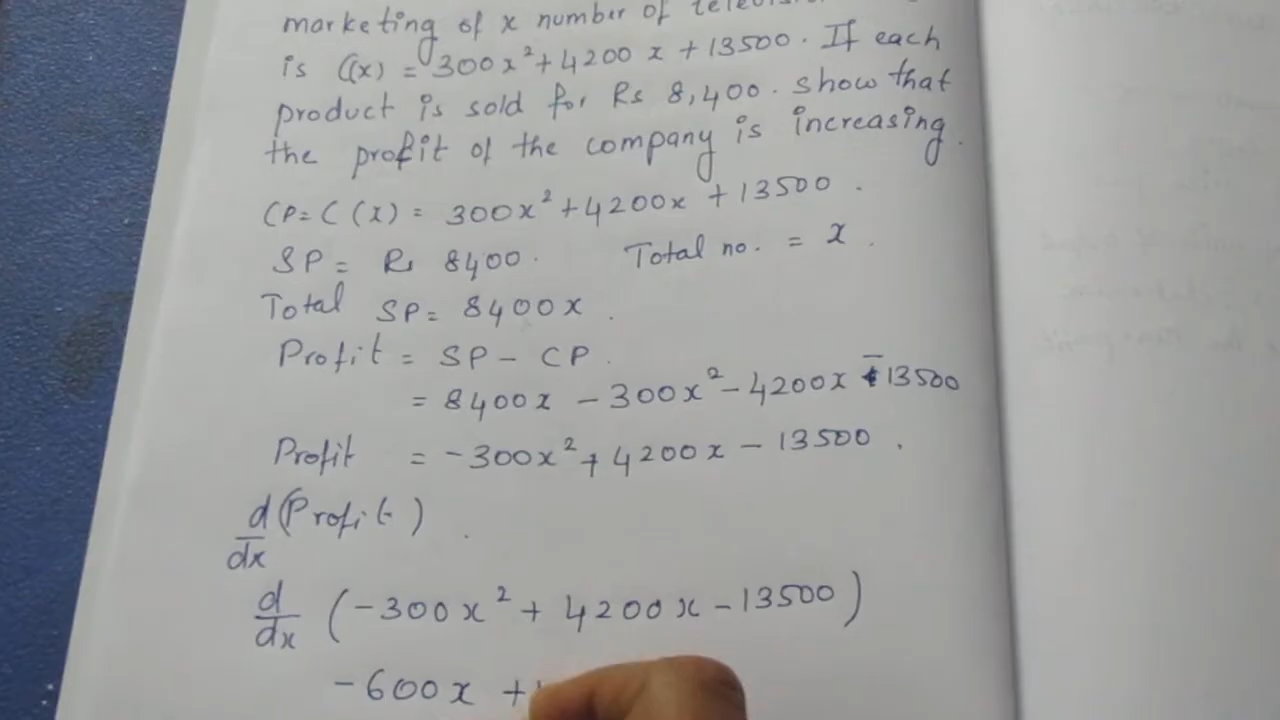 marketing of x number of
is C(x) = 300x² + 4200x + 13500. If each
product is sold for Rs 8,400. show that
the profit of the company is increasing.
CP = C(x) = 300x² + 4200x + 13500.
SP = Rs 8400. Total no. = x.
Total SP = 8400x.
Profit = SP - CP.
= 8400x - 300x² - 4200x - 13500
Profit = -300x² + 4200x - 13500.
d/dx (Profit).
d/dx (-300x² + 4200x - 13500)
-600x +